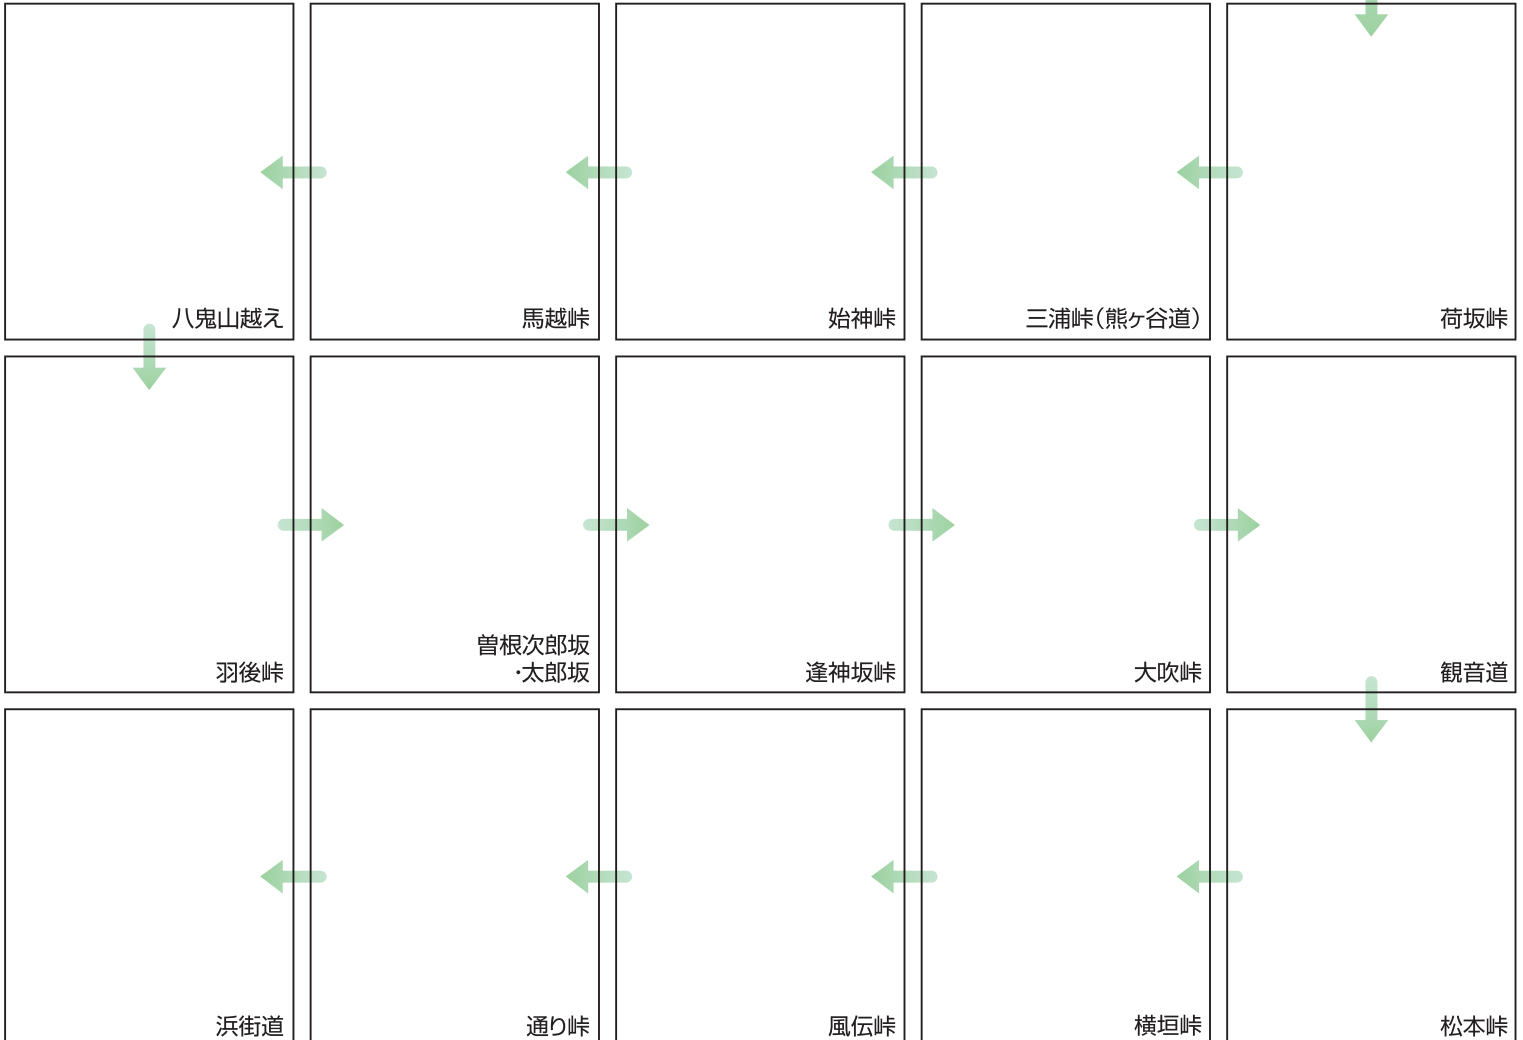 八鬼山越え
馬越峠
始神峠
三浦峠(熊ヶ谷道)
荷坂峠
羽後峠
曽根次郎坂
・太郎坂
逢神坂峠
大吹峠
観音道
浜街道
通り峠
風伝峠
横垣峠
松本峠